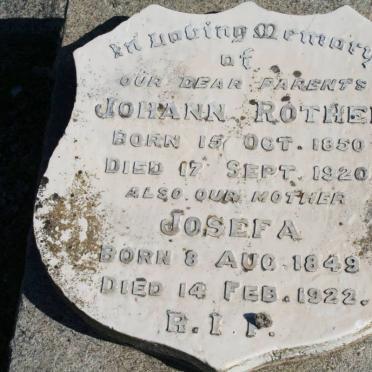 In Loving Memory
of
OUR DEAR PARENTS
JOHANN ROTHE
BORN 15 OCT. 1850
DIED 17 SEPT. 1920
ALSO OUR MOTHER
JOSEFA
BORN 8 AUG. 1849
DIED 14 FEB. 1922.
R.I.P.